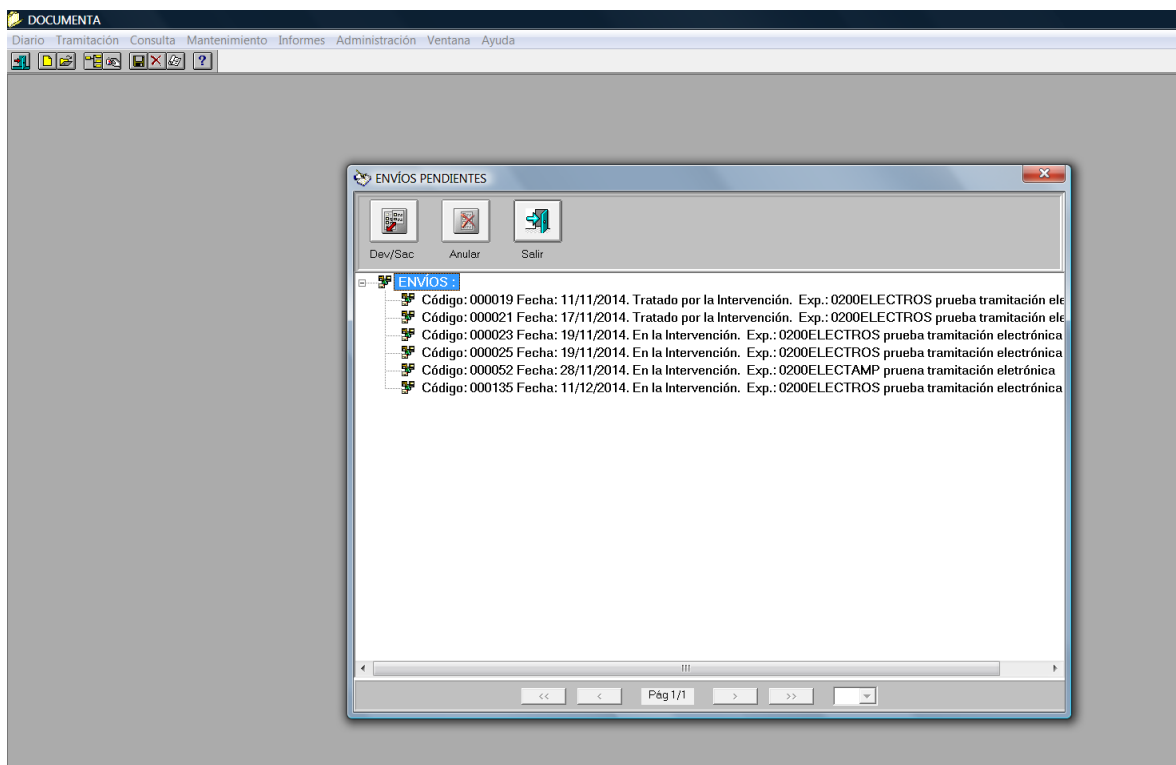 DOCUMENTA
Diario Tramitación Consulta Mantenimiento Informes Administración Ventana Ayuda
?
ENVÍOS PENDIENTES
Dev/Sac Anular Salir
ENVÍOS :
Código: 000019 Fecha: 11/11/2014. Tratado por la Intervención. Exp.: 0200ELECTROS prueba tramitación ele
Código: 000021 Fecha: 17/11/2014. Tratado por la Intervención. Exp.: 0200ELECTROS prueba tramitación ele
Código: 000023 Fecha: 19/11/2014. En la Intervención. Exp.: 0200ELECTROS prueba tramitación electrónica
Código: 000025 Fecha: 19/11/2014. En la Intervención. Exp.: 0200ELECTROS prueba tramitación electrónica
Código: 000052 Fecha: 28/11/2014. En la Intervención. Exp.: 0200ELECTAMP pruena tramitación eletrónica
Código: 000135 Fecha: 11/12/2014. En la Intervención. Exp.: 0200ELECTROS prueba tramitación electrónica
<< < Pág 1/1 > >>